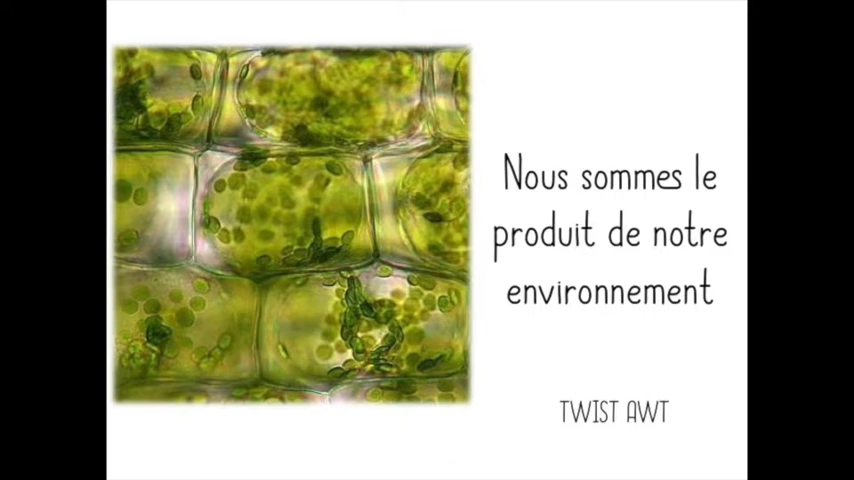 Nous sommes le
produit de notre
environnement
TWIST AWT